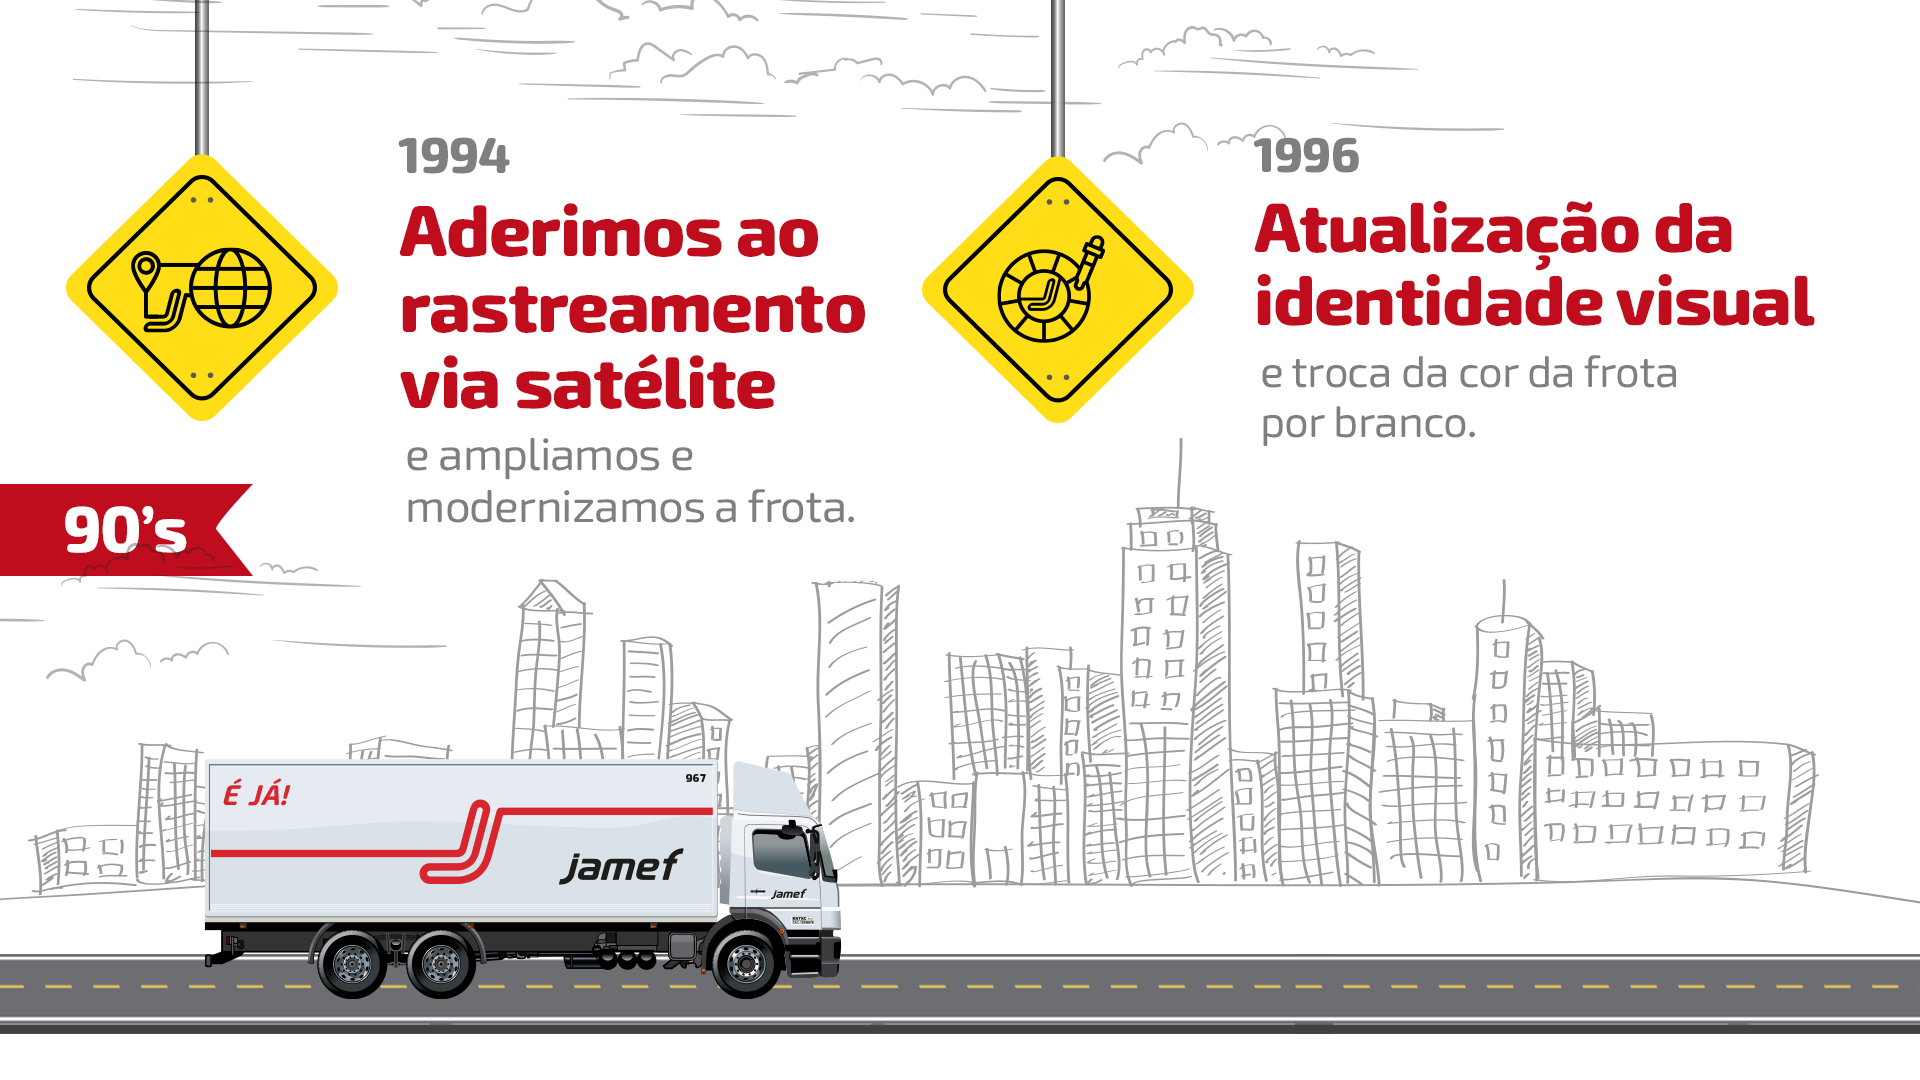 1994
Aderimos ao
rastreamento
via satélite
e ampliamos e
modernizamos a frota.
1996
Atualização da
identidade visual
e troca da cor da frota
por branco.
90's
É JÁ!
967
jamef
jamef